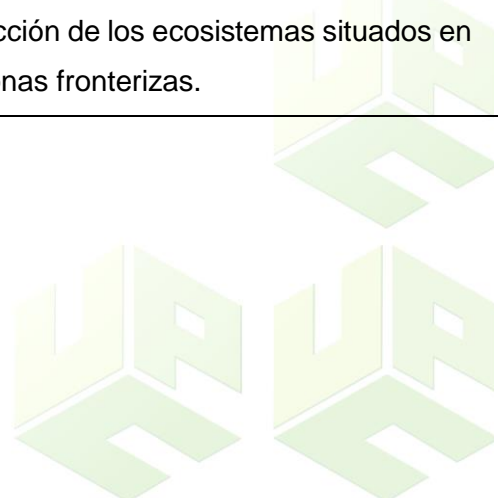 cción de los ecosistemas situados en
nas fronterizas.